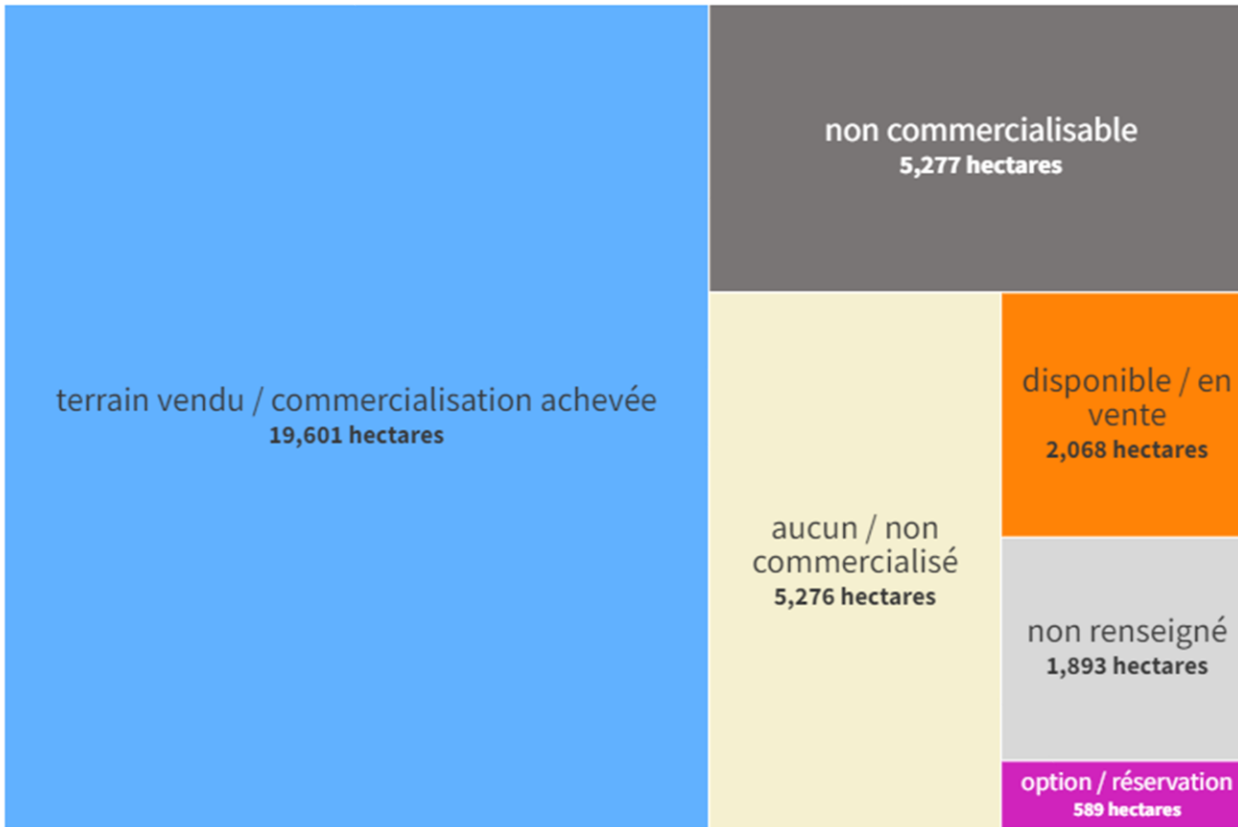 terrain vendu / commercialisation achevée
19,601 hectares
non commercialisable
5,277 hectares
aucun / non
commercialisé
5,276 hectares
disponible / en
vente
2,068 hectares
non renseigné
1,893 hectares
option / réservation
589 hectares